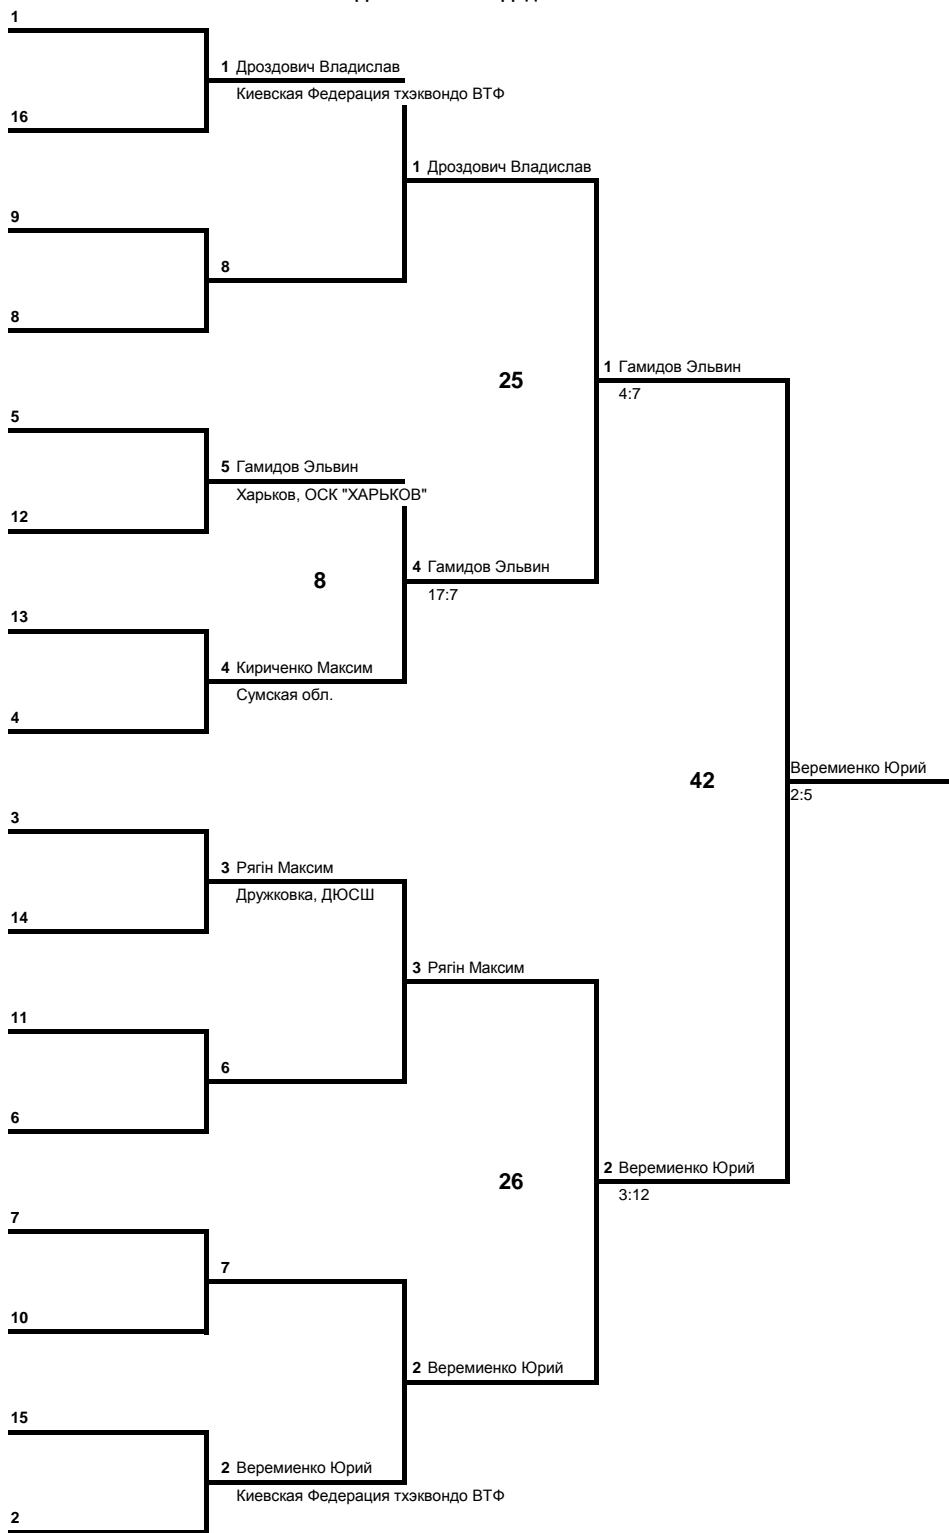 1
1 Дроздович Владислав
Киевская Федерация тхэквондо ВТФ
16
1 Дроздович Владислав
9
8
8
1 Гамидов Эльвин
25
4:7
5
5 Гамидов Эльвин
Харьков, ОСК "ХАРЬКОВ"
12
4 Гамидов Эльвин
8
17:7
13
4 Кириченко Максим
Сумская обл.
4
Веремиенко Юрий
42
2:5
3
3 Рягін Максим
Дружковка, ДЮСШ
14
3 Рягін Максим
11
6
6
2 Веремиенко Юрий
26
3:12
7
7
10
2 Веремиенко Юрий
15
2 Веремиенко Юрий
Киевская Федерация тхэквондо ВТФ
2